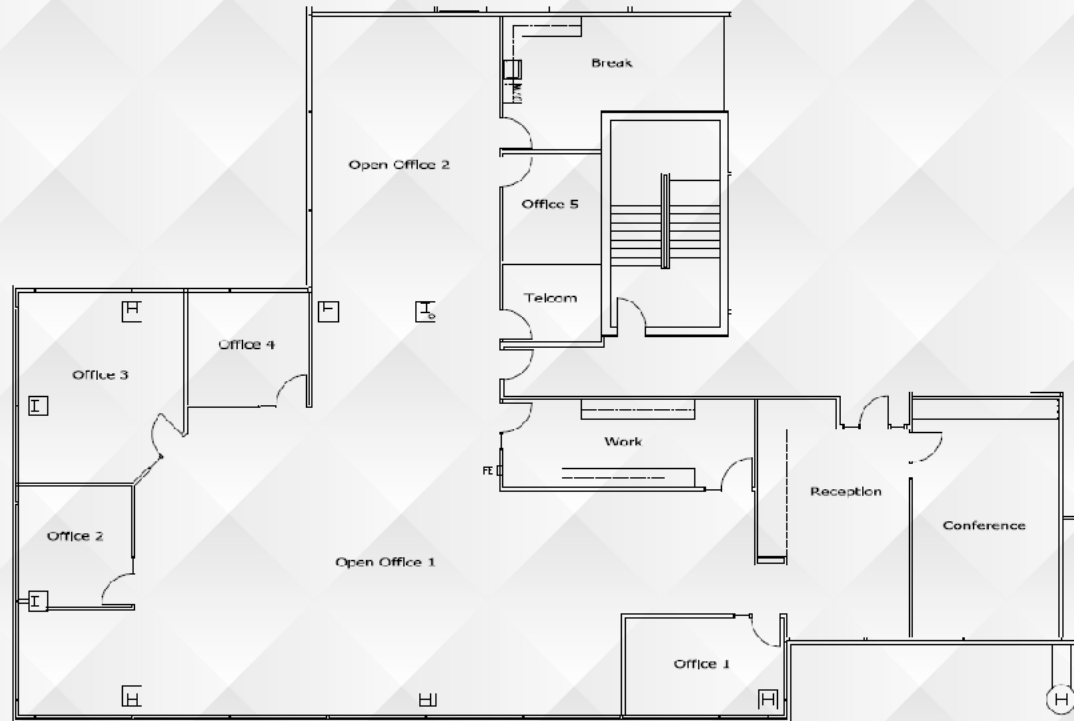 Break
D/W
Open Office 2
Office 5
Telcom
Office 4
Office 3
Work
FE
Reception
Conference
Office 2
Open Office 1
Office 1
H